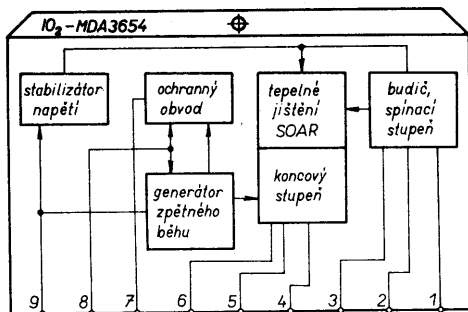 IO₂-MDA3654
stabilizátor
napětí
ochranný
obvod
tepelné
jištění
SOAR
budič,
spínací
stupeň
generátor
zpětného
běhu
koncový
stupeň
9 8 7 6 5 4 3 2 1